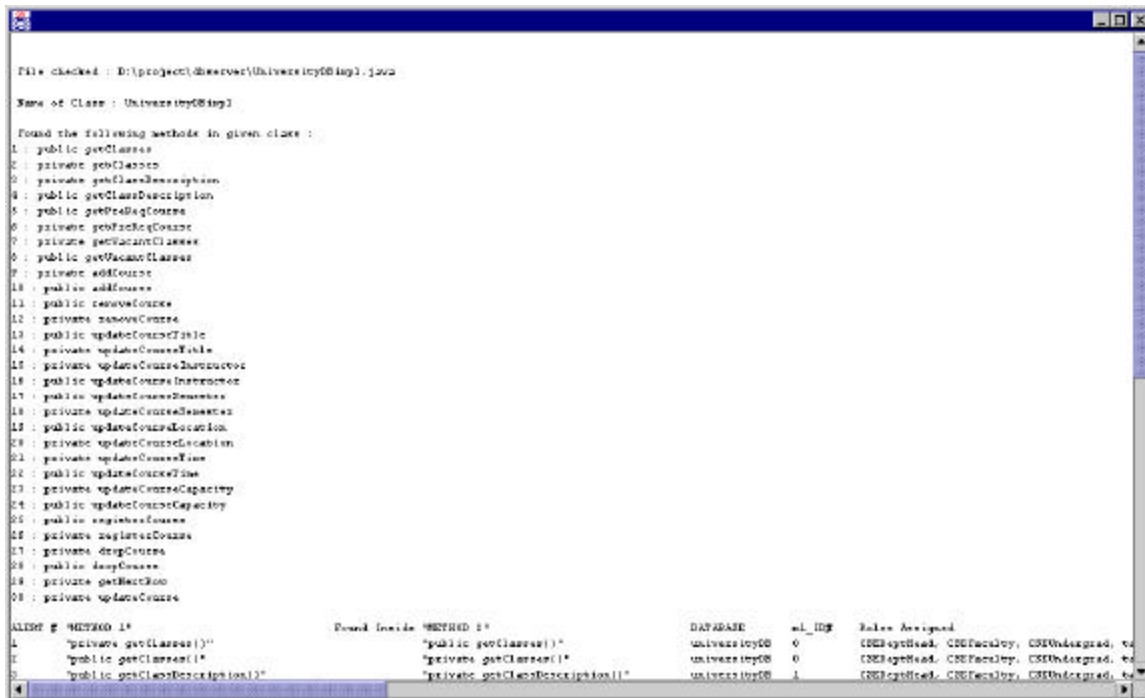 File checked : D:\project\dbserver\UniversityDBimpl.java
Name of Class : UniversityDBimpl
Found the following methods in given class :
1 : public getClasses
2 : private getClasses
3 : private getClassDescription
4 : public getClassDescription
5 : public getPreReqCourse
6 : private getPreReqCourse
7 : private getVacantClasses
8 : public getVacantClasses
9 : private addCourse
10 : public addCourse
11 : public removeCourse
12 : private removeCourse
13 : public updateCourseTitle
14 : private updateCourseTitle
15 : private updateCourseInstructor
16 : public updateCourseInstructor
17 : public updateCourseSemester
18 : private updateCourseSemester
19 : public updateCourseLocation
20 : private updateCourseLocation
21 : private updateCourseTime
22 : public updateCourseTime
23 : private updateCourseCapacity
24 : public updateCourseCapacity
25 : public registerCourse
26 : private registerCourse
27 : private dropCourse
28 : public dropCourse
29 : private getNextRow
30 : private updateCourse
ALERT # "METHOD 1" Found Inside "METHOD 2" DATABASE ml_ID# Roles Assigned
1 "private getClasses()" "public getClasses()" universityDB 0 CSEDeptHead, CSEFaculty, CSEUndergrad,
2 "public getClasses()" "private getClasses()" universityDB 0 CSEDeptHead, CSEFaculty, CSEUndergrad,
3 "public getClassDescription()" "private getClassDescription()" universityDB 1 CSEDeptHead, CSEFaculty, CSEUndergrad,